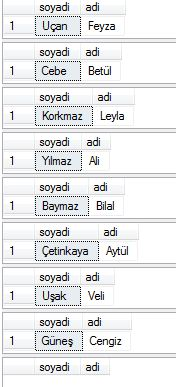 soyadi adi
1 Uçan Feyza
soyadi adi
1 Cebe Betül
soyadi adi
1 Korkmaz Leyla
soyadi adi
1 Yılmaz Ali
soyadi adi
1 Baymaz Bilal
soyadi adi
1 Çetinkaya Aytül
soyadi adi
1 Uşak Veli
soyadi adi
1 Güneş Cengiz
soyadi adi